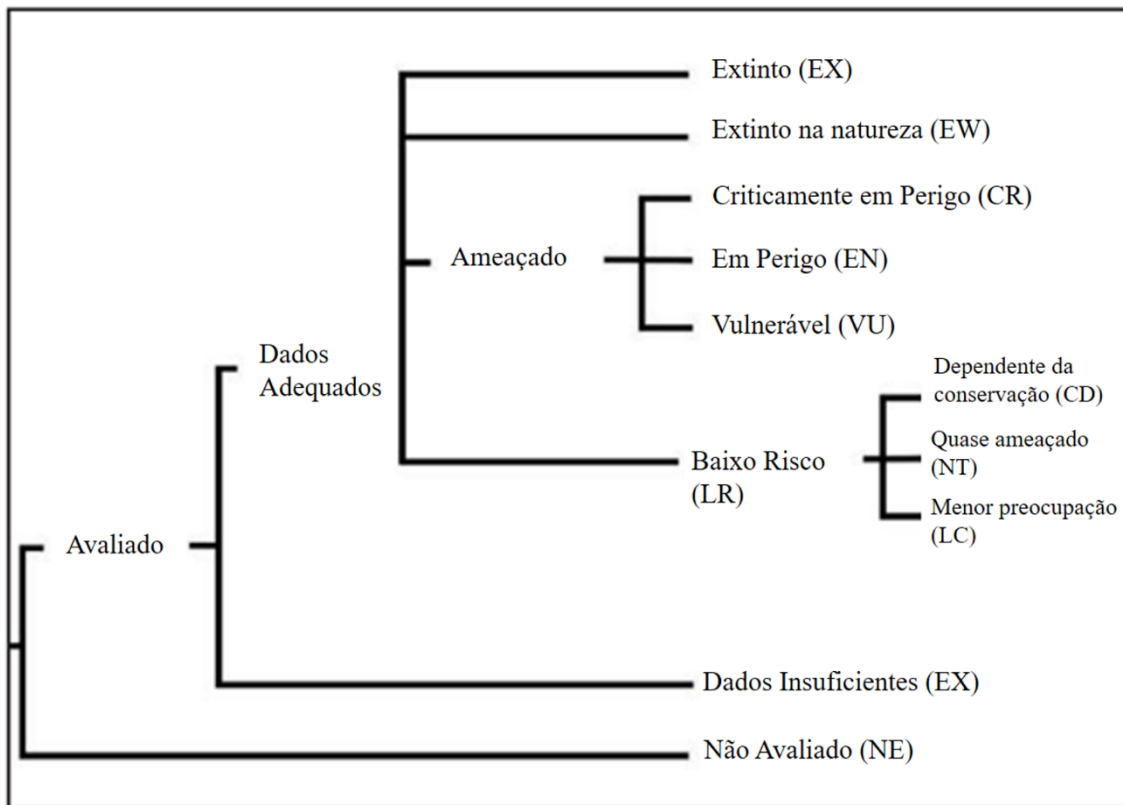 Extinto (EX)
Extinto na natureza (EW)
Criticamente em Perigo (CR)
Ameaçado
Em Perigo (EN)
Vulnerável (VU)
Dados
Adequados
Dependente da
conservação (CD)
Quase ameaçado
(NT)
Baixo Risco
(LR)
Menor preocupação
(LC)
Avaliado
Dados Insuficientes (EX)
Não Avaliado (NE)